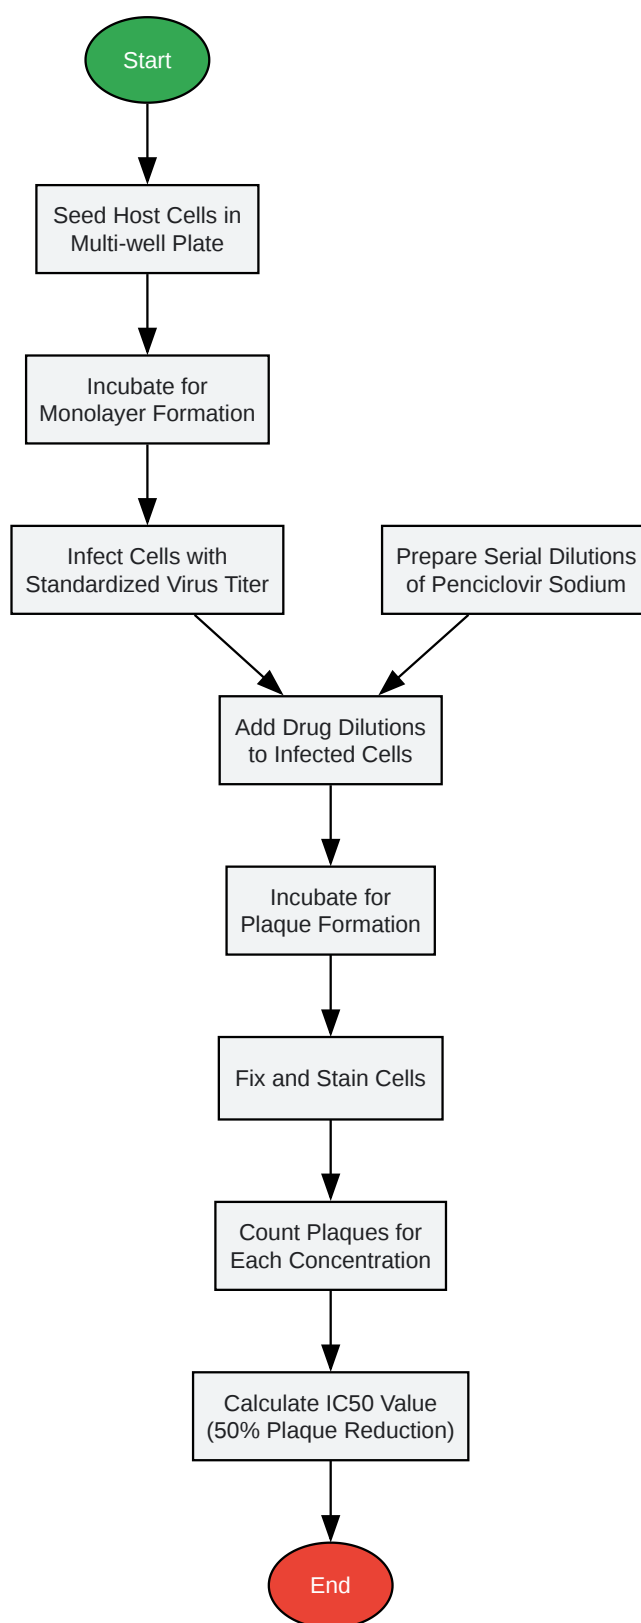 Start
Seed Host Cells in
Multi-well Plate
Incubate for
Monolayer Formation
Infect Cells with
Standardized Virus Titer
Prepare Serial Dilutions
of Penciclovir Sodium
Add Drug Dilutions
to Infected Cells
Incubate for
Plaque Formation
Fix and Stain Cells
Count Plaques for
Each Concentration
Calculate IC50 Value
(50% Plaque Reduction)
End